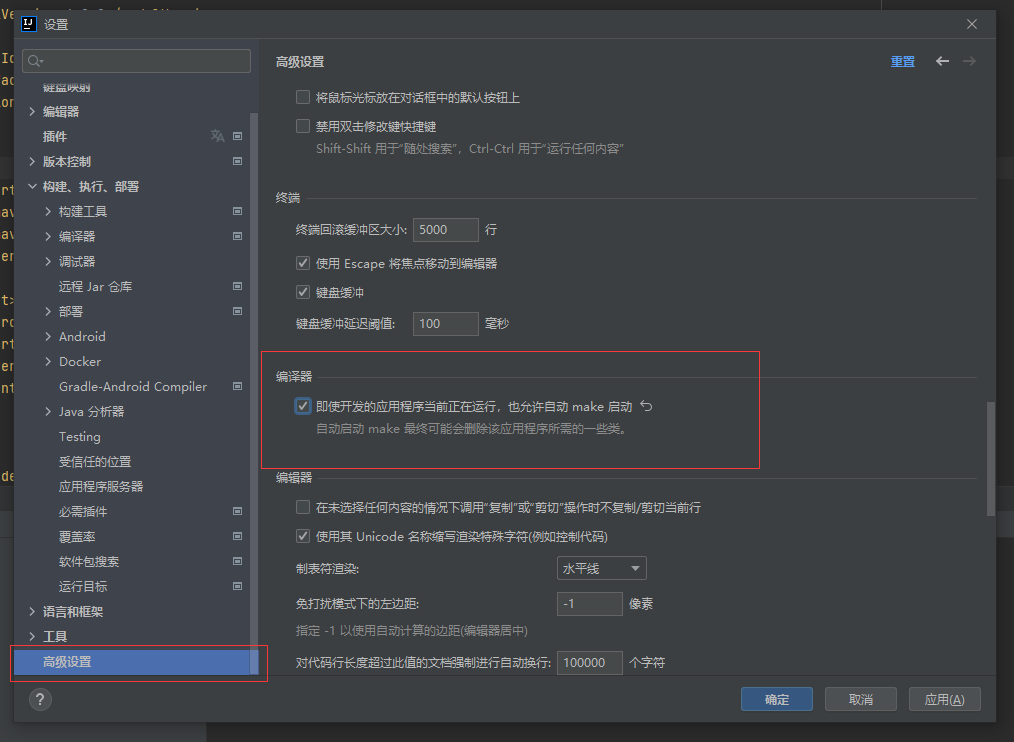 设置
键盘映射
编辑器
插件
版本控制
构建、执行、部署
构建工具
编译器
调试器
远程 Jar 仓库
部署
Android
Docker
Gradle-Android Compiler
Java 分析器
Testing
受信任的位置
应用程序服务器
必需插件
覆盖率
软件包搜索
运行目标
语言和框架
工具
高级设置
高级设置
重置
将鼠标光标放在对话框中的默认按钮上
禁用双击修改键快捷键
Shift-Shift 用于“随处搜索”，Ctrl-Ctrl 用于“运行任何内容”
终端
终端回滚缓冲区大小: 5000 行
使用 Escape 将焦点移动到编辑器
键盘缓冲
键盘缓冲延迟阈值: 100 毫秒
编译器
即使开发的应用程序当前正在运行，也允许自动 make 启动
自动启动 make 最终可能会删除该应用程序所需的一些类。
编辑器
在未选择任何内容的情况下调用“复制”或“剪切”操作时不复制/剪切当前行
使用其 Unicode 名称缩写渲染特殊字符(例如控制代码)
制表符渲染: 水平线
免打扰模式下的左边距: -1 像素
指定 -1 以使用自动计算的边距(编辑器居中)
对代码行长度超过此值的文档强制进行自动换行: 100000 个字符
?
确定
取消
应用(A)